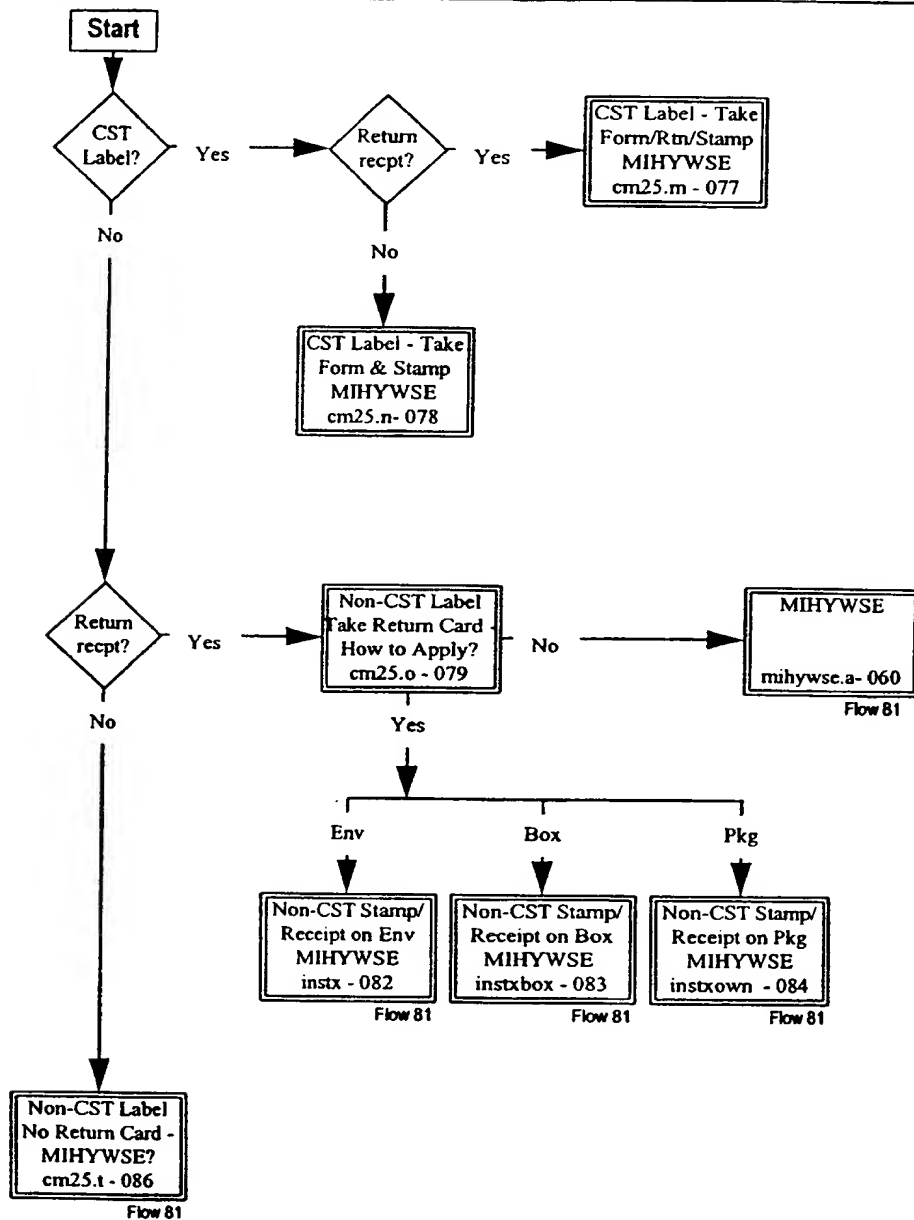 Start
CST
Label?
Yes
Return
recpt?
Yes
CST Label - Take
Form/Rtn/Stamp
MIHYWSE
cm25.m - 077
No
No
CST Label - Take
Form & Stamp
MIHYWSE
cm25.n- 078
Return
recpt?
Yes
Non-CST Label
Take Return Card -
How to Apply?
cm25.o - 079
No
MIHYWSE
mihywse.a- 060
Flow 81
No
Yes
Env
Box
Pkg
Non-CST Stamp/
Receipt on Env
MIHYWSE
instx - 082
Flow 81
Non-CST Stamp/
Receipt on Box
MIHYWSE
instxbox - 083
Flow 81
Non-CST Stamp/
Receipt on Pkg
MIHYWSE
instxown - 084
Flow 81
Non-CST Label
No Return Card -
MIHYWSE?
cm25.t - 086
Flow 81